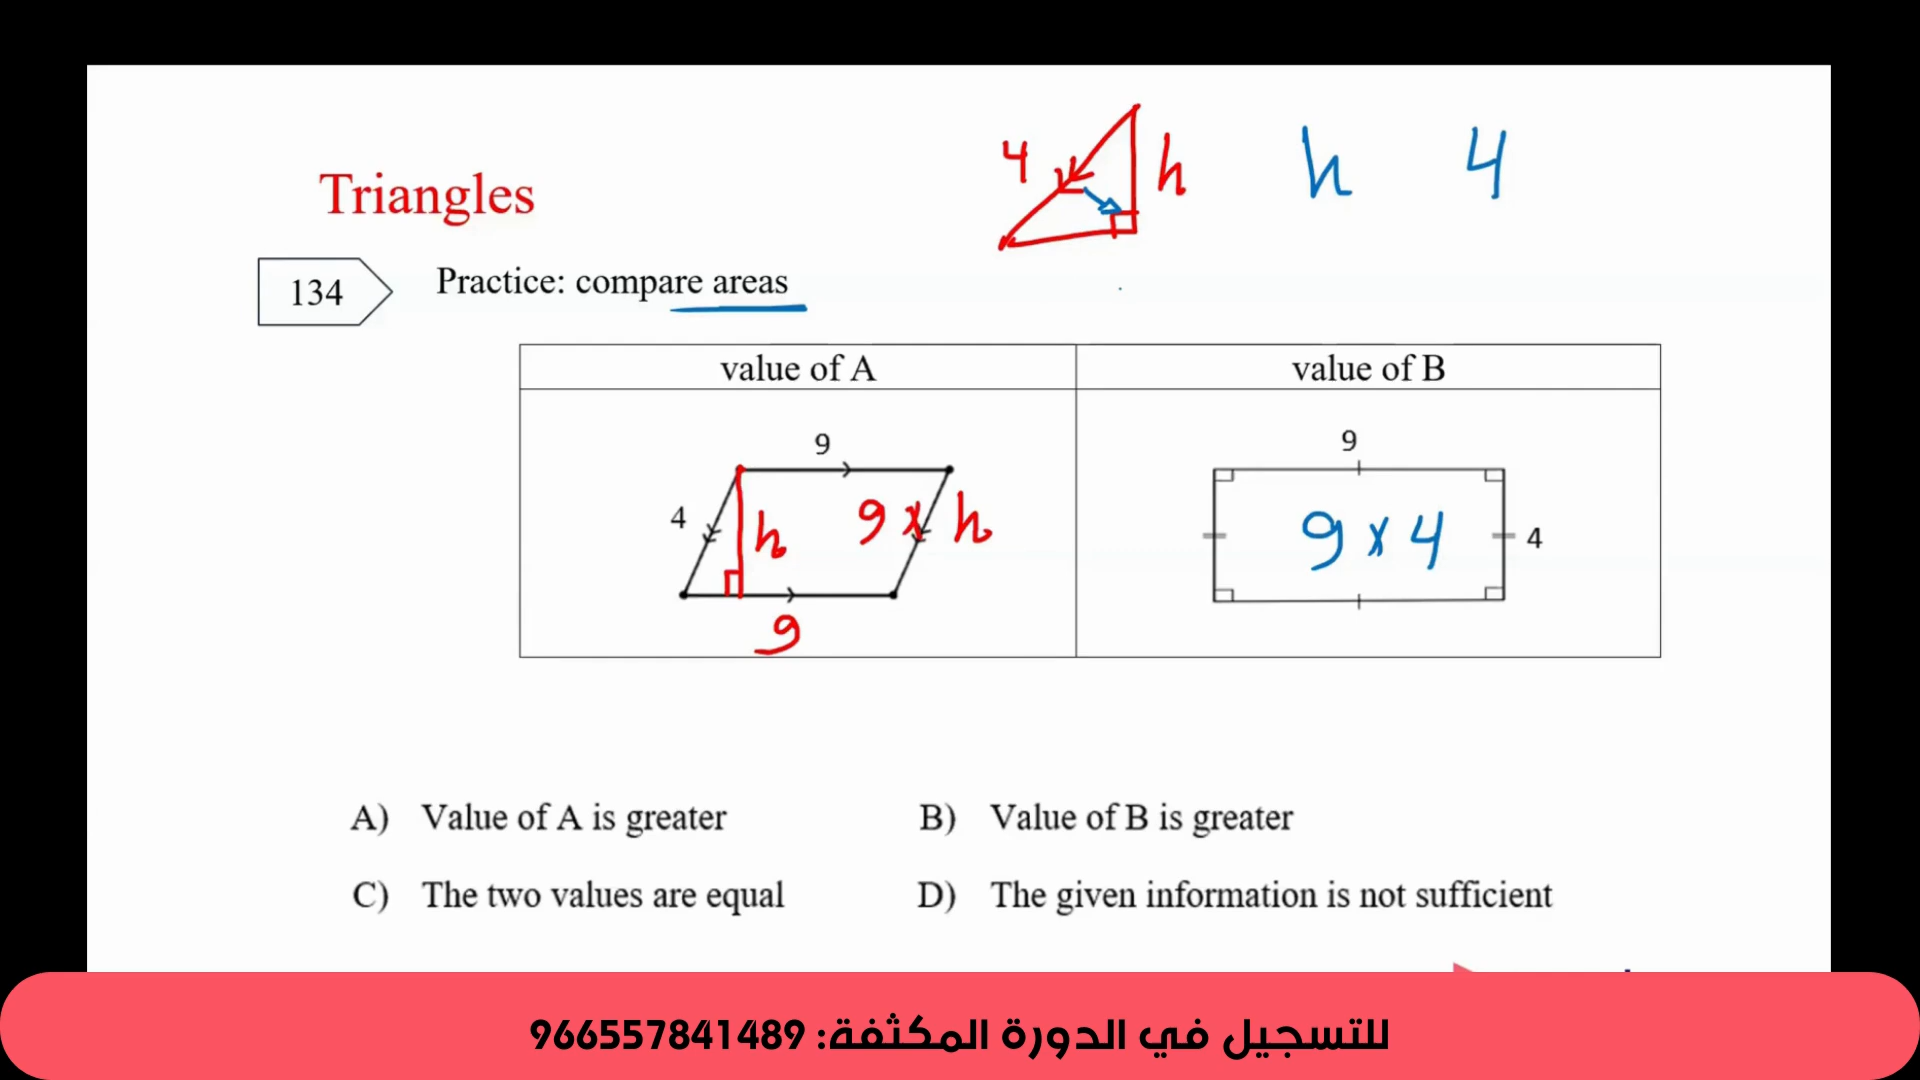 4 h h 4
Triangles
134
Practice: compare areas
value of A value of B
9 9
4 h 9 x h 9 x 4 4
9
A) Value of A is greater B) Value of B is greater
C) The two values are equal D) The given information is not sufficient
للتسجيل في الدورة المكثفة: 966557841489